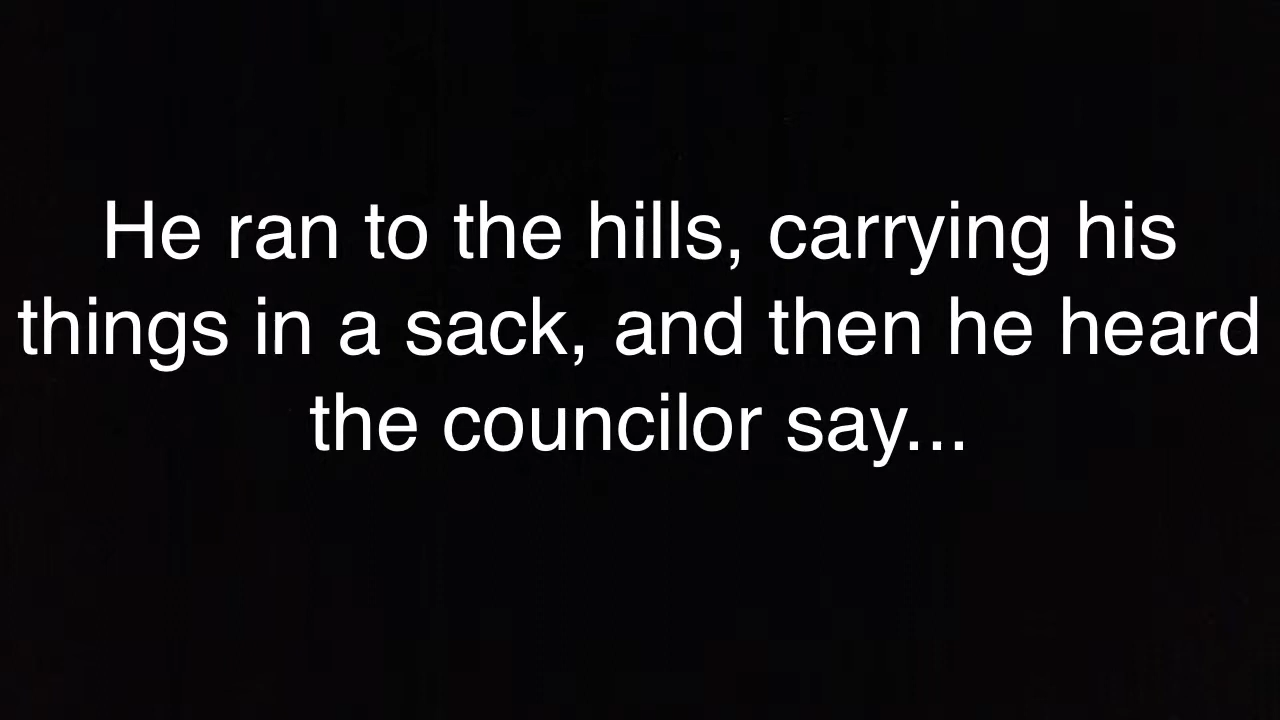 He ran to the hills, carrying his
things in a sack, and then he heard
the councilor say...